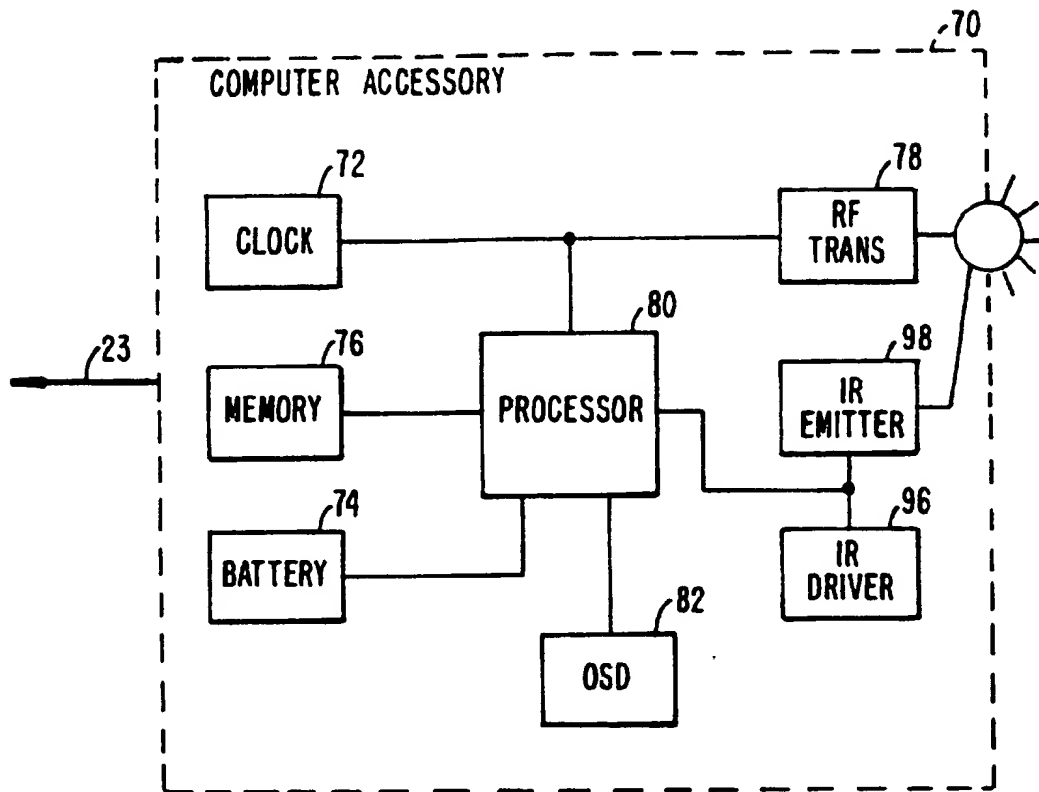 70
COMPUTER ACCESSORY
72
CLOCK
78
RF
TRANS
80
PROCESSOR
23
76
MEMORY
98
IR
EMITTER
74
BATTERY
96
IR
DRIVER
82
OSD